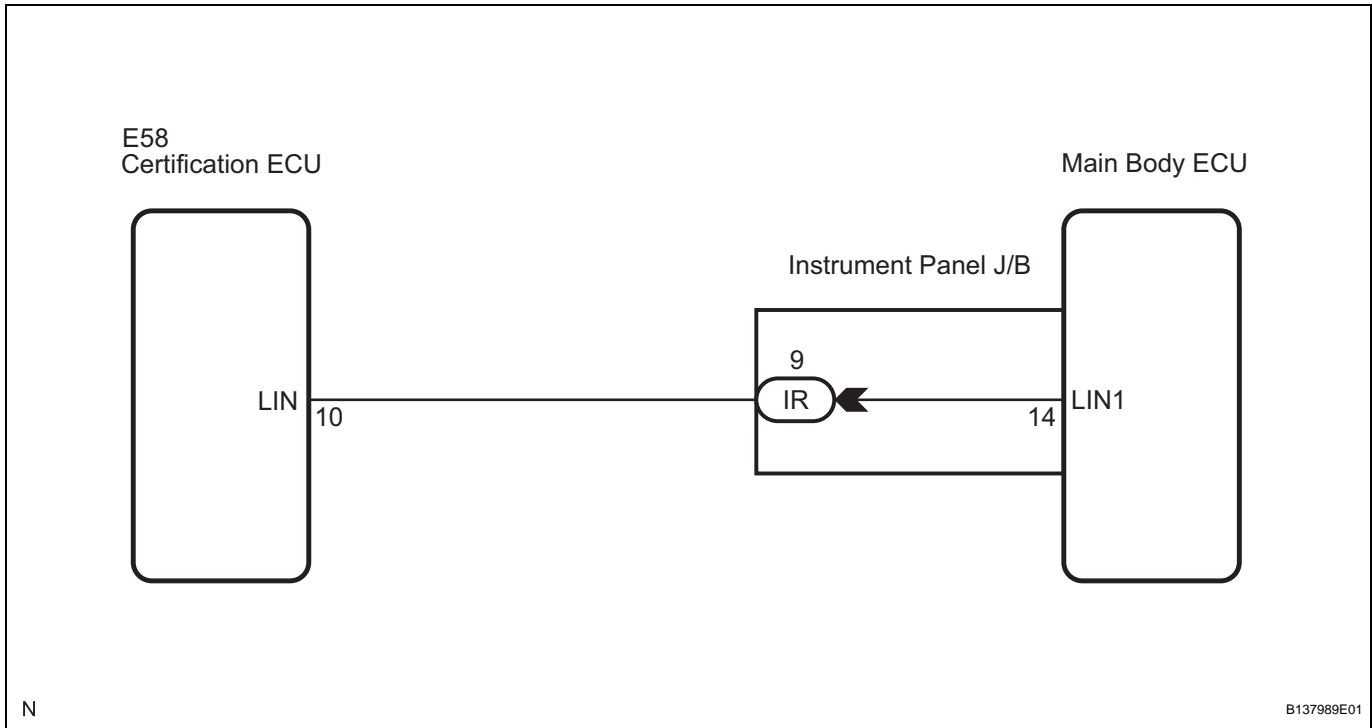 E58
Certification ECU
Main Body ECU
Instrument Panel J/B
9
LIN
10
IR
14
LIN1
N
B137989E01